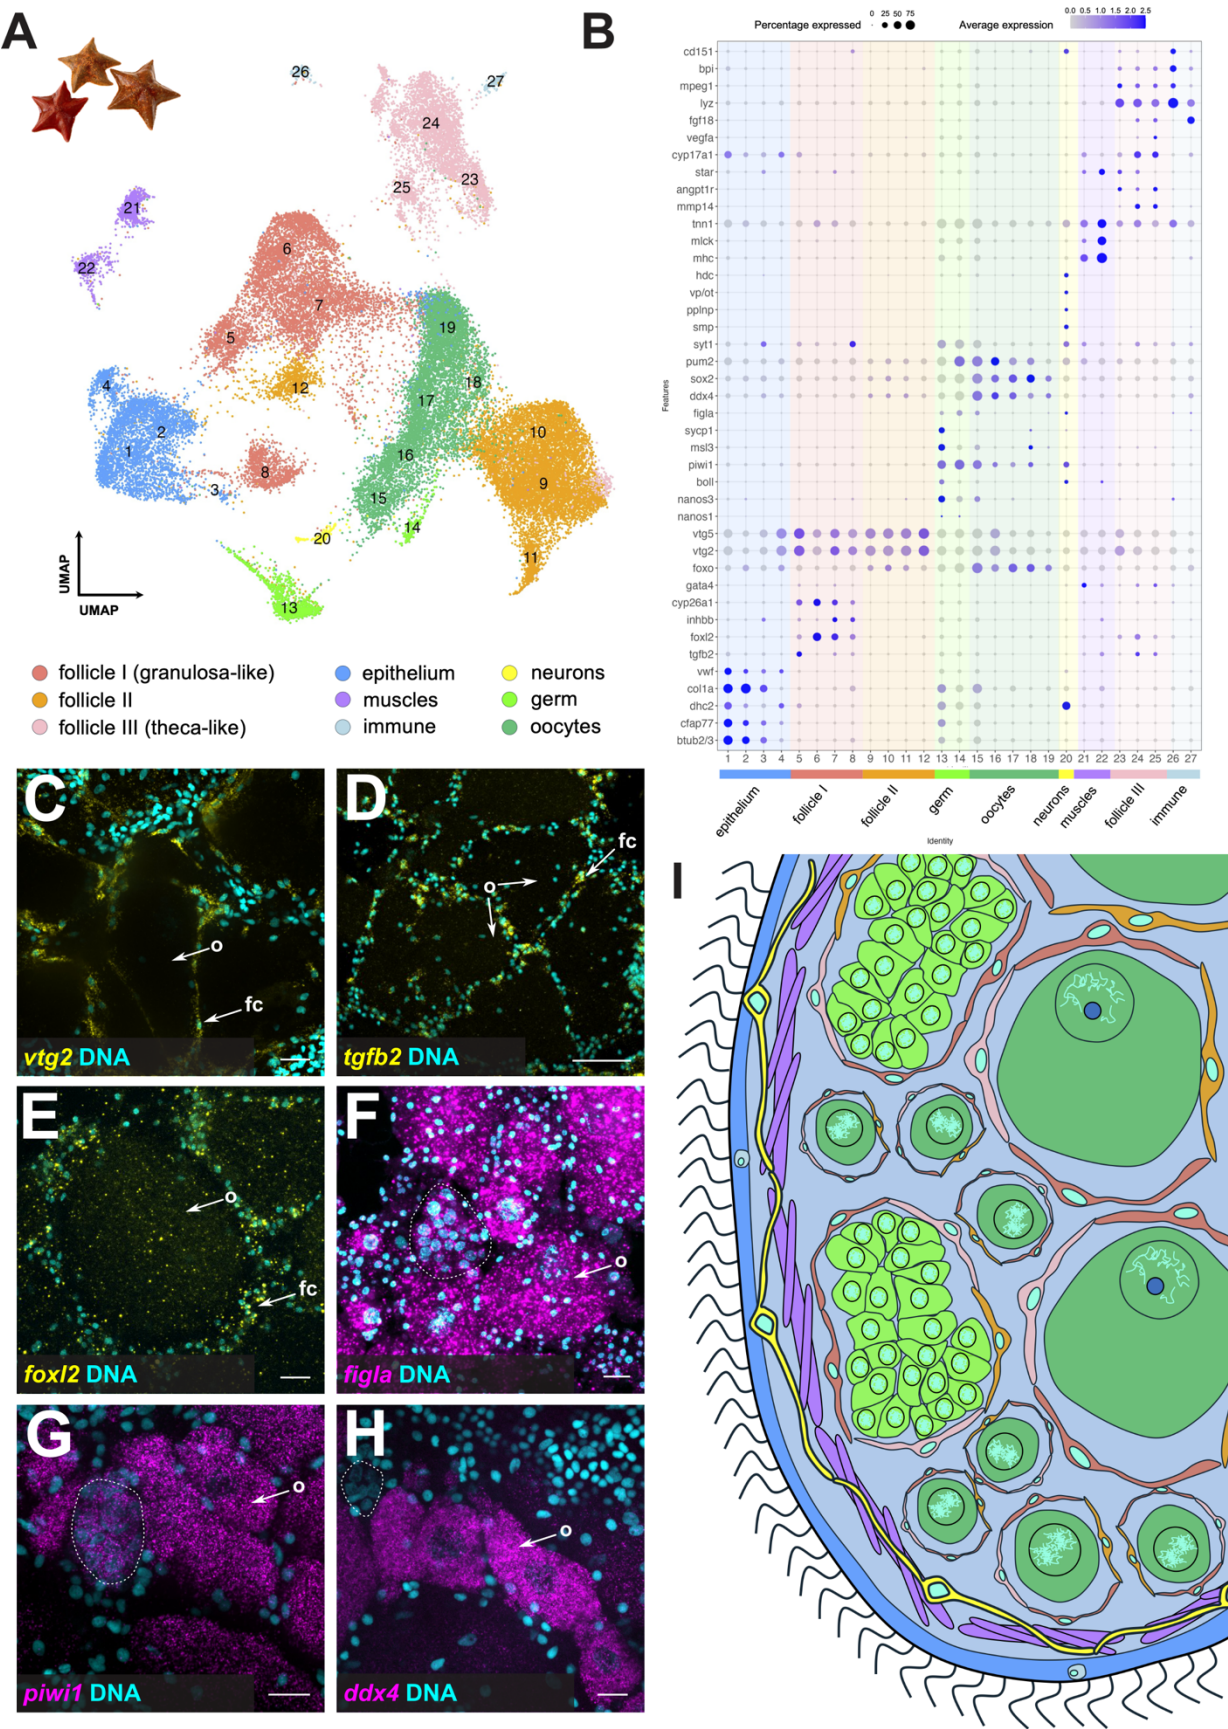 A
26
27
24
23
25
21
22
6
7
5
19
18
12
4
17
10
2
1
16
8
9
3
15
14
20
11
13
UMAP
UMAP
follicle I (granulosa-like)
follicle II
follicle III (theca-like)
epithelium
muscles
immune
neurons
germ
oocytes
B
Percentage expressed 0 25 50 75
Average expression 0.0 0.5 1.0 1.5 2.0 2.5
Features
cd151
bpi
mpeg1
lyz
fgf18
vegfa
cyp17a1
star
angpt1r
mmp14
tnn1
mlck
mhc
hdc
vp/ot
pplnp
smp
syt1
pum2
sox2
ddx4
figla
sycp1
msl3
piwi1
boll
nanos3
nanos1
vtg5
vtg2
foxo
gata4
cyp26a1
inhbb
foxl2
tgfb2
vwf
col1a
dhc2
cfap77
btub2/3
1 2 3 4 5 6 7 8 9 10 11 12 13 14 15 16 17 18 19 20 21 22 23 24 25 26 27
epithelium
follicle I
follicle II
germ
oocytes
neurons
muscles
follicle III
immune
Identity
C
o
fc
vtg2 DNA
D
fc
o
tgfb2 DNA
E
o
fc
foxl2 DNA
F
o
figla DNA
G
o
piwi1 DNA
H
o
ddx4 DNA
I